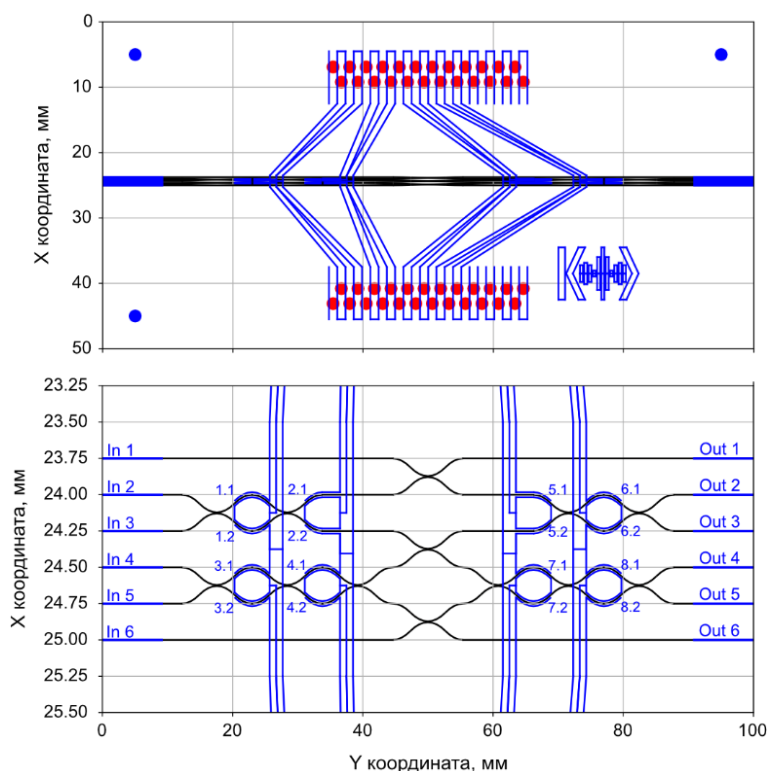 0
10
20
30
40
50
X координата, мм
23.25
23.50
23.75
24.00
24.25
24.50
24.75
25.00
25.25
25.50
X координата, мм
In 1
Out 1
In 2
1.1
2.1
5.1
6.1
Out 2
In 3
1.2
2.2
5.2
6.2
Out 3
In 4
3.1
4.1
7.1
8.1
Out 4
In 5
3.2
4.2
7.2
8.2
Out 5
In 6
Out 6
0
20
40
60
80
100
Y координата, мм